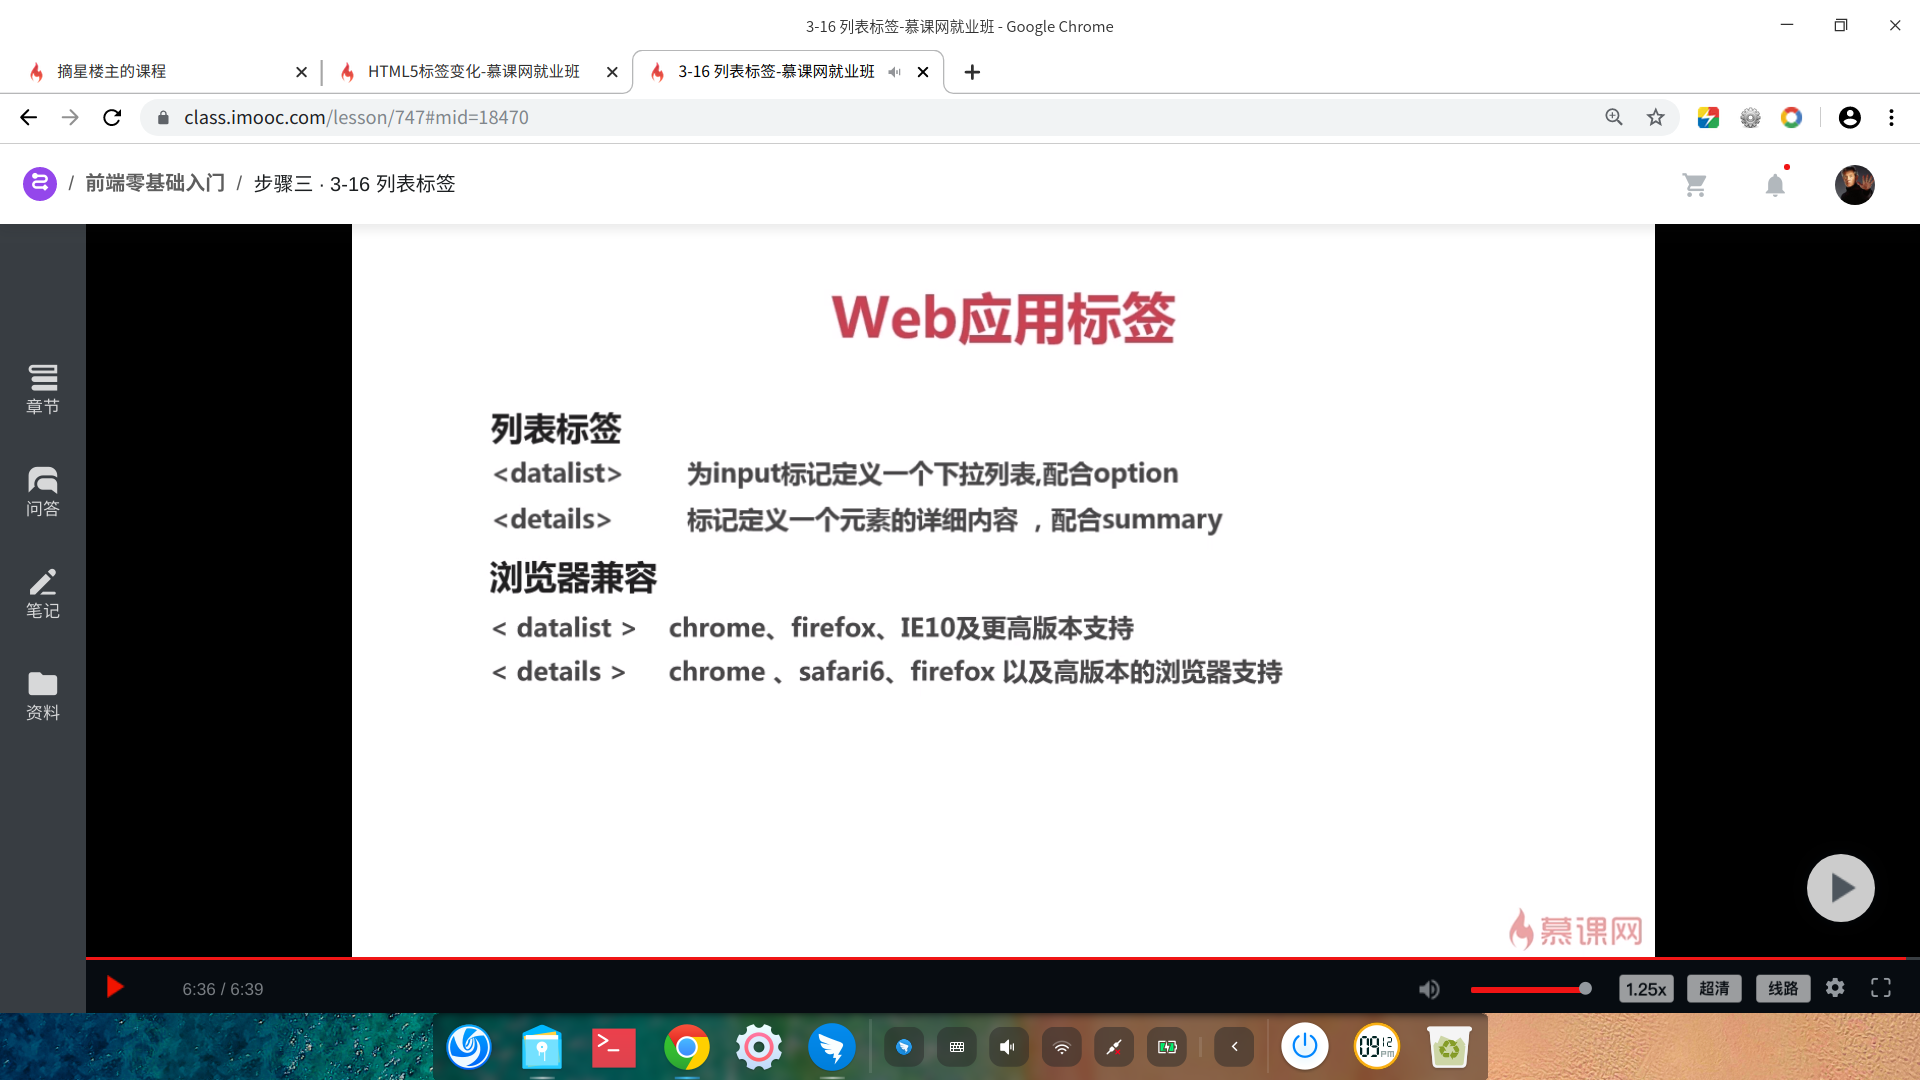 3-16 列表标签-慕课网就业班 - Google Chrome
摘星楼主的课程
HTML5标签变化-慕课网就业班
3-16 列表标签-慕课网就业班
class.imooc.com/lesson/747#mid=18470
/ 前端零基础入门 / 步骤三 · 3-16 列表标签
章节
问答
笔记
资料
Web应用标签
列表标签
<datalist> 为input标记定义一个下拉列表,配合option
<details> 标记定义一个元素的详细内容 ，配合summary
浏览器兼容
< datalist > chrome、firefox、IE10及更高版本支持
< details > chrome 、safari6、firefox 以及高版本的浏览器支持
慕课网
6:36 / 6:39
1.25x
超清
线路
09 12 PM